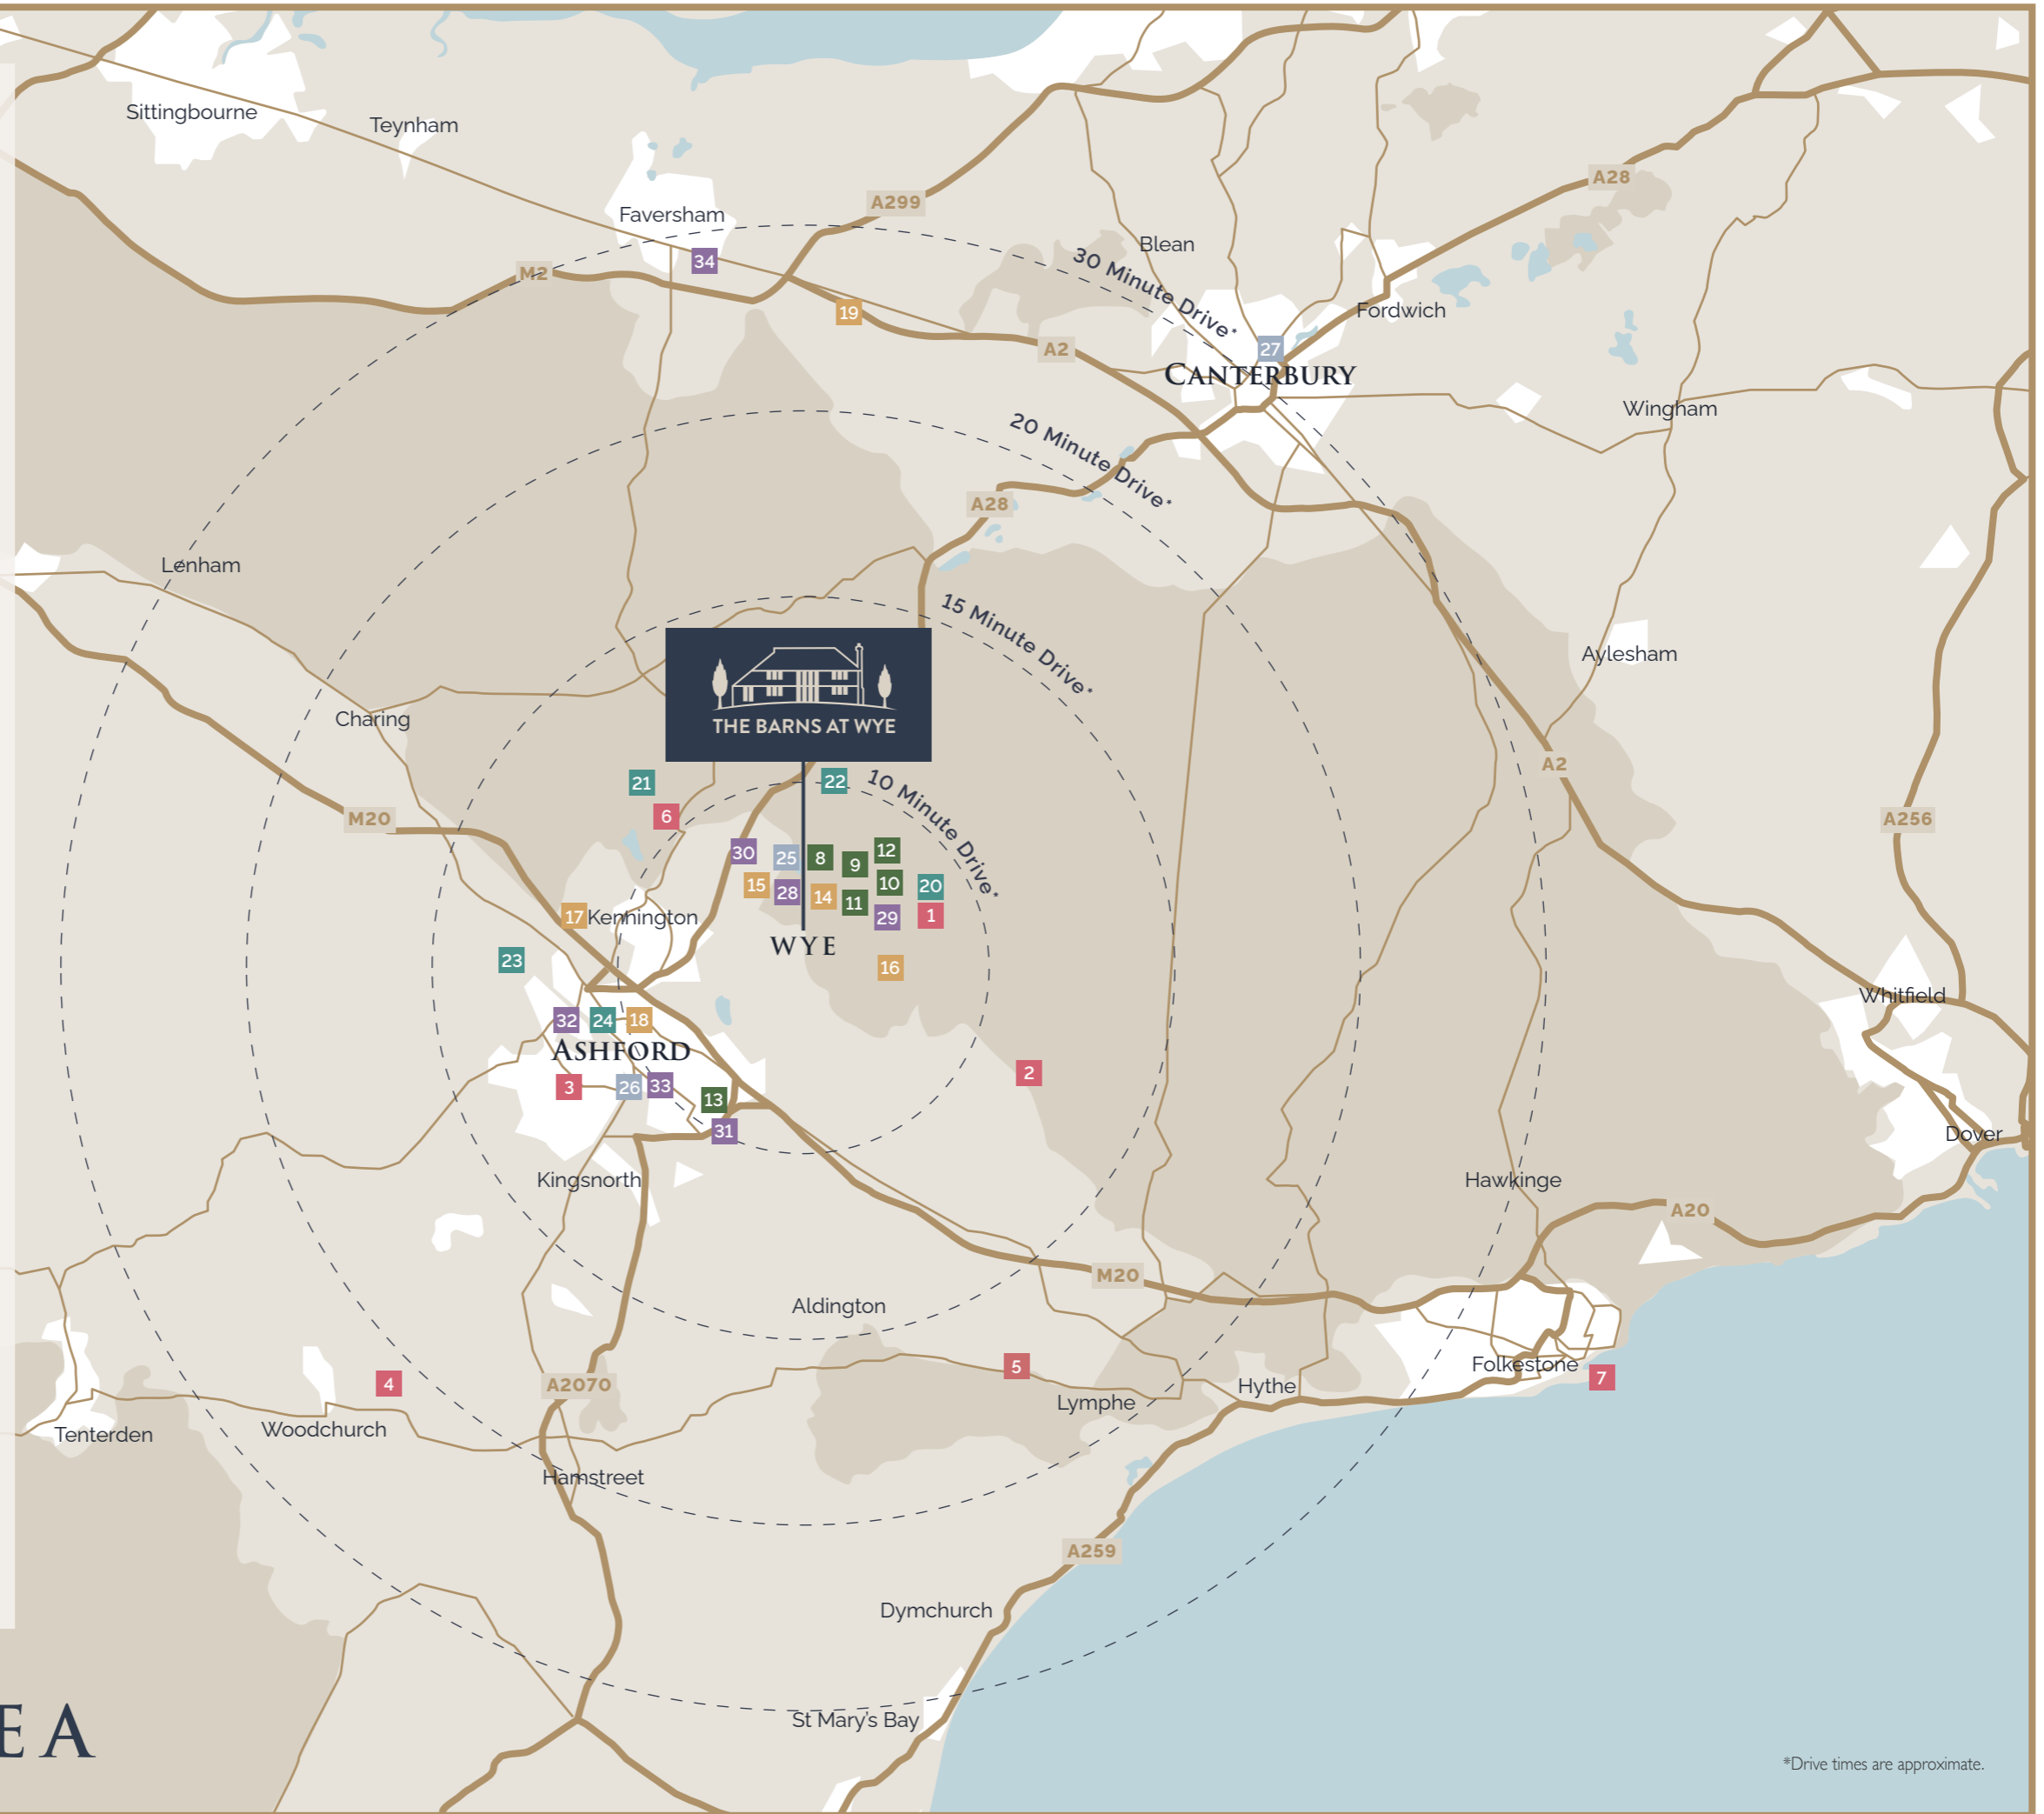 Sittingbourne
Teynham
Faversham
34
A299
M2
19
A2
Blean
30 Minute Drive*
A28
Fordwich
27
CANTERBURY
Wingham
20 Minute Drive*
A28
Lenham
15 Minute Drive*
Aylesham
THE BARNS AT WYE
Charing
A2
M20
A256
21
22
6
10 Minute Drive*
30
25
8
9
12
15
28
14
11
10
20
29
1
17
Kennington
WYE
16
23
32
24
18
ASHFORD
3
26
33
13
31
2
Whitfield
Dover
Kingsnorth
Hawkinge
A20
M20
Aldington
5
Lymphe
Hythe
Folkestone
7
4
A2070
Tenterden
Woodchurch
Hamstreet
A259
Dymchurch
St Mary's Bay
EA
*Drive times are approximate.